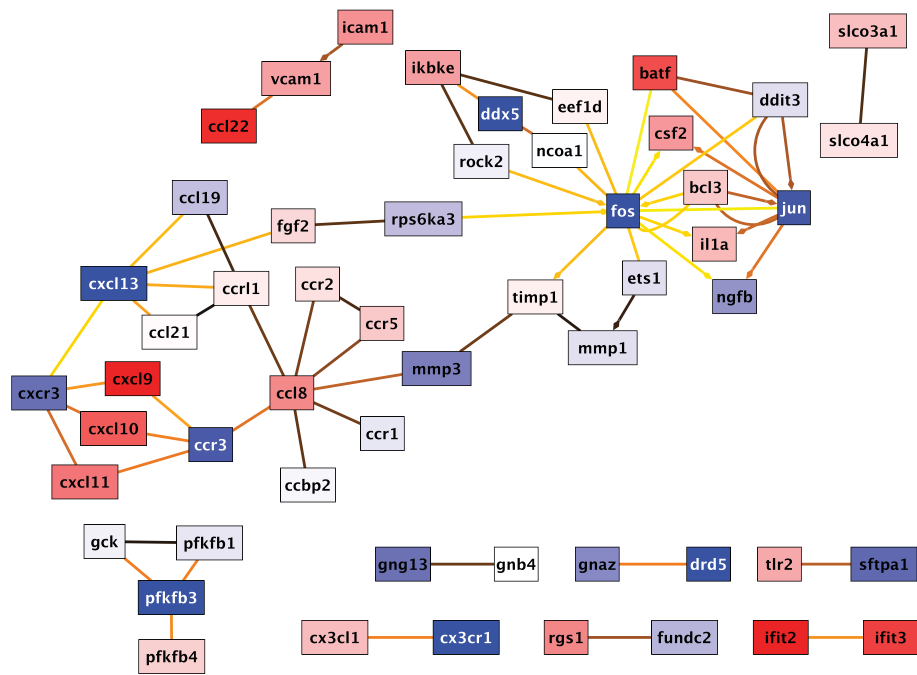 icam1
slco3a1
vcam1
ikbke
batf
ddit3
ccl22
ddx5
eef1d
csf2
slco4a1
rock2
ncoa1
bcl3
ccl19
fgf2
rps6ka3
fos
jun
il1a
cxcl13
ccrl1
ccr2
timp1
ets1
ngfb
ccl21
ccr5
mmp1
cxcr3
cxcl9
ccl8
mmp3
cxcl10
ccr3
ccr1
cxcl11
ccbp2
gck
pfkfb1
gng13
gnb4
gnaz
drd5
tlr2
sftpa1
pfkfb3
cx3cl1
cx3cr1
rgs1
fundc2
ifit2
ifit3
pfkfb4